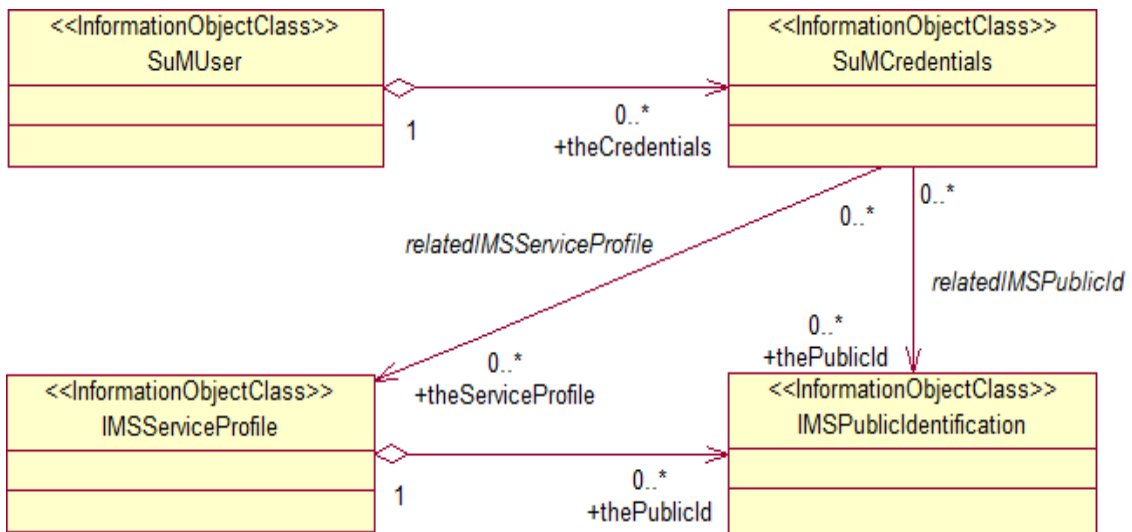 <<InformationObjectClass>>
SuMUser
<<InformationObjectClass>>
SuMCredentials
1
0..*
+theCredentials
0..*
0..*
relatedIMSServiceProfile
relatedIMSPublicId
0..*
+theServiceProfile
0..*
+thePublicId
<<InformationObjectClass>>
IMSServiceProfile
<<InformationObjectClass>>
IMSPublicIdentification
1
0..*
+thePublicId